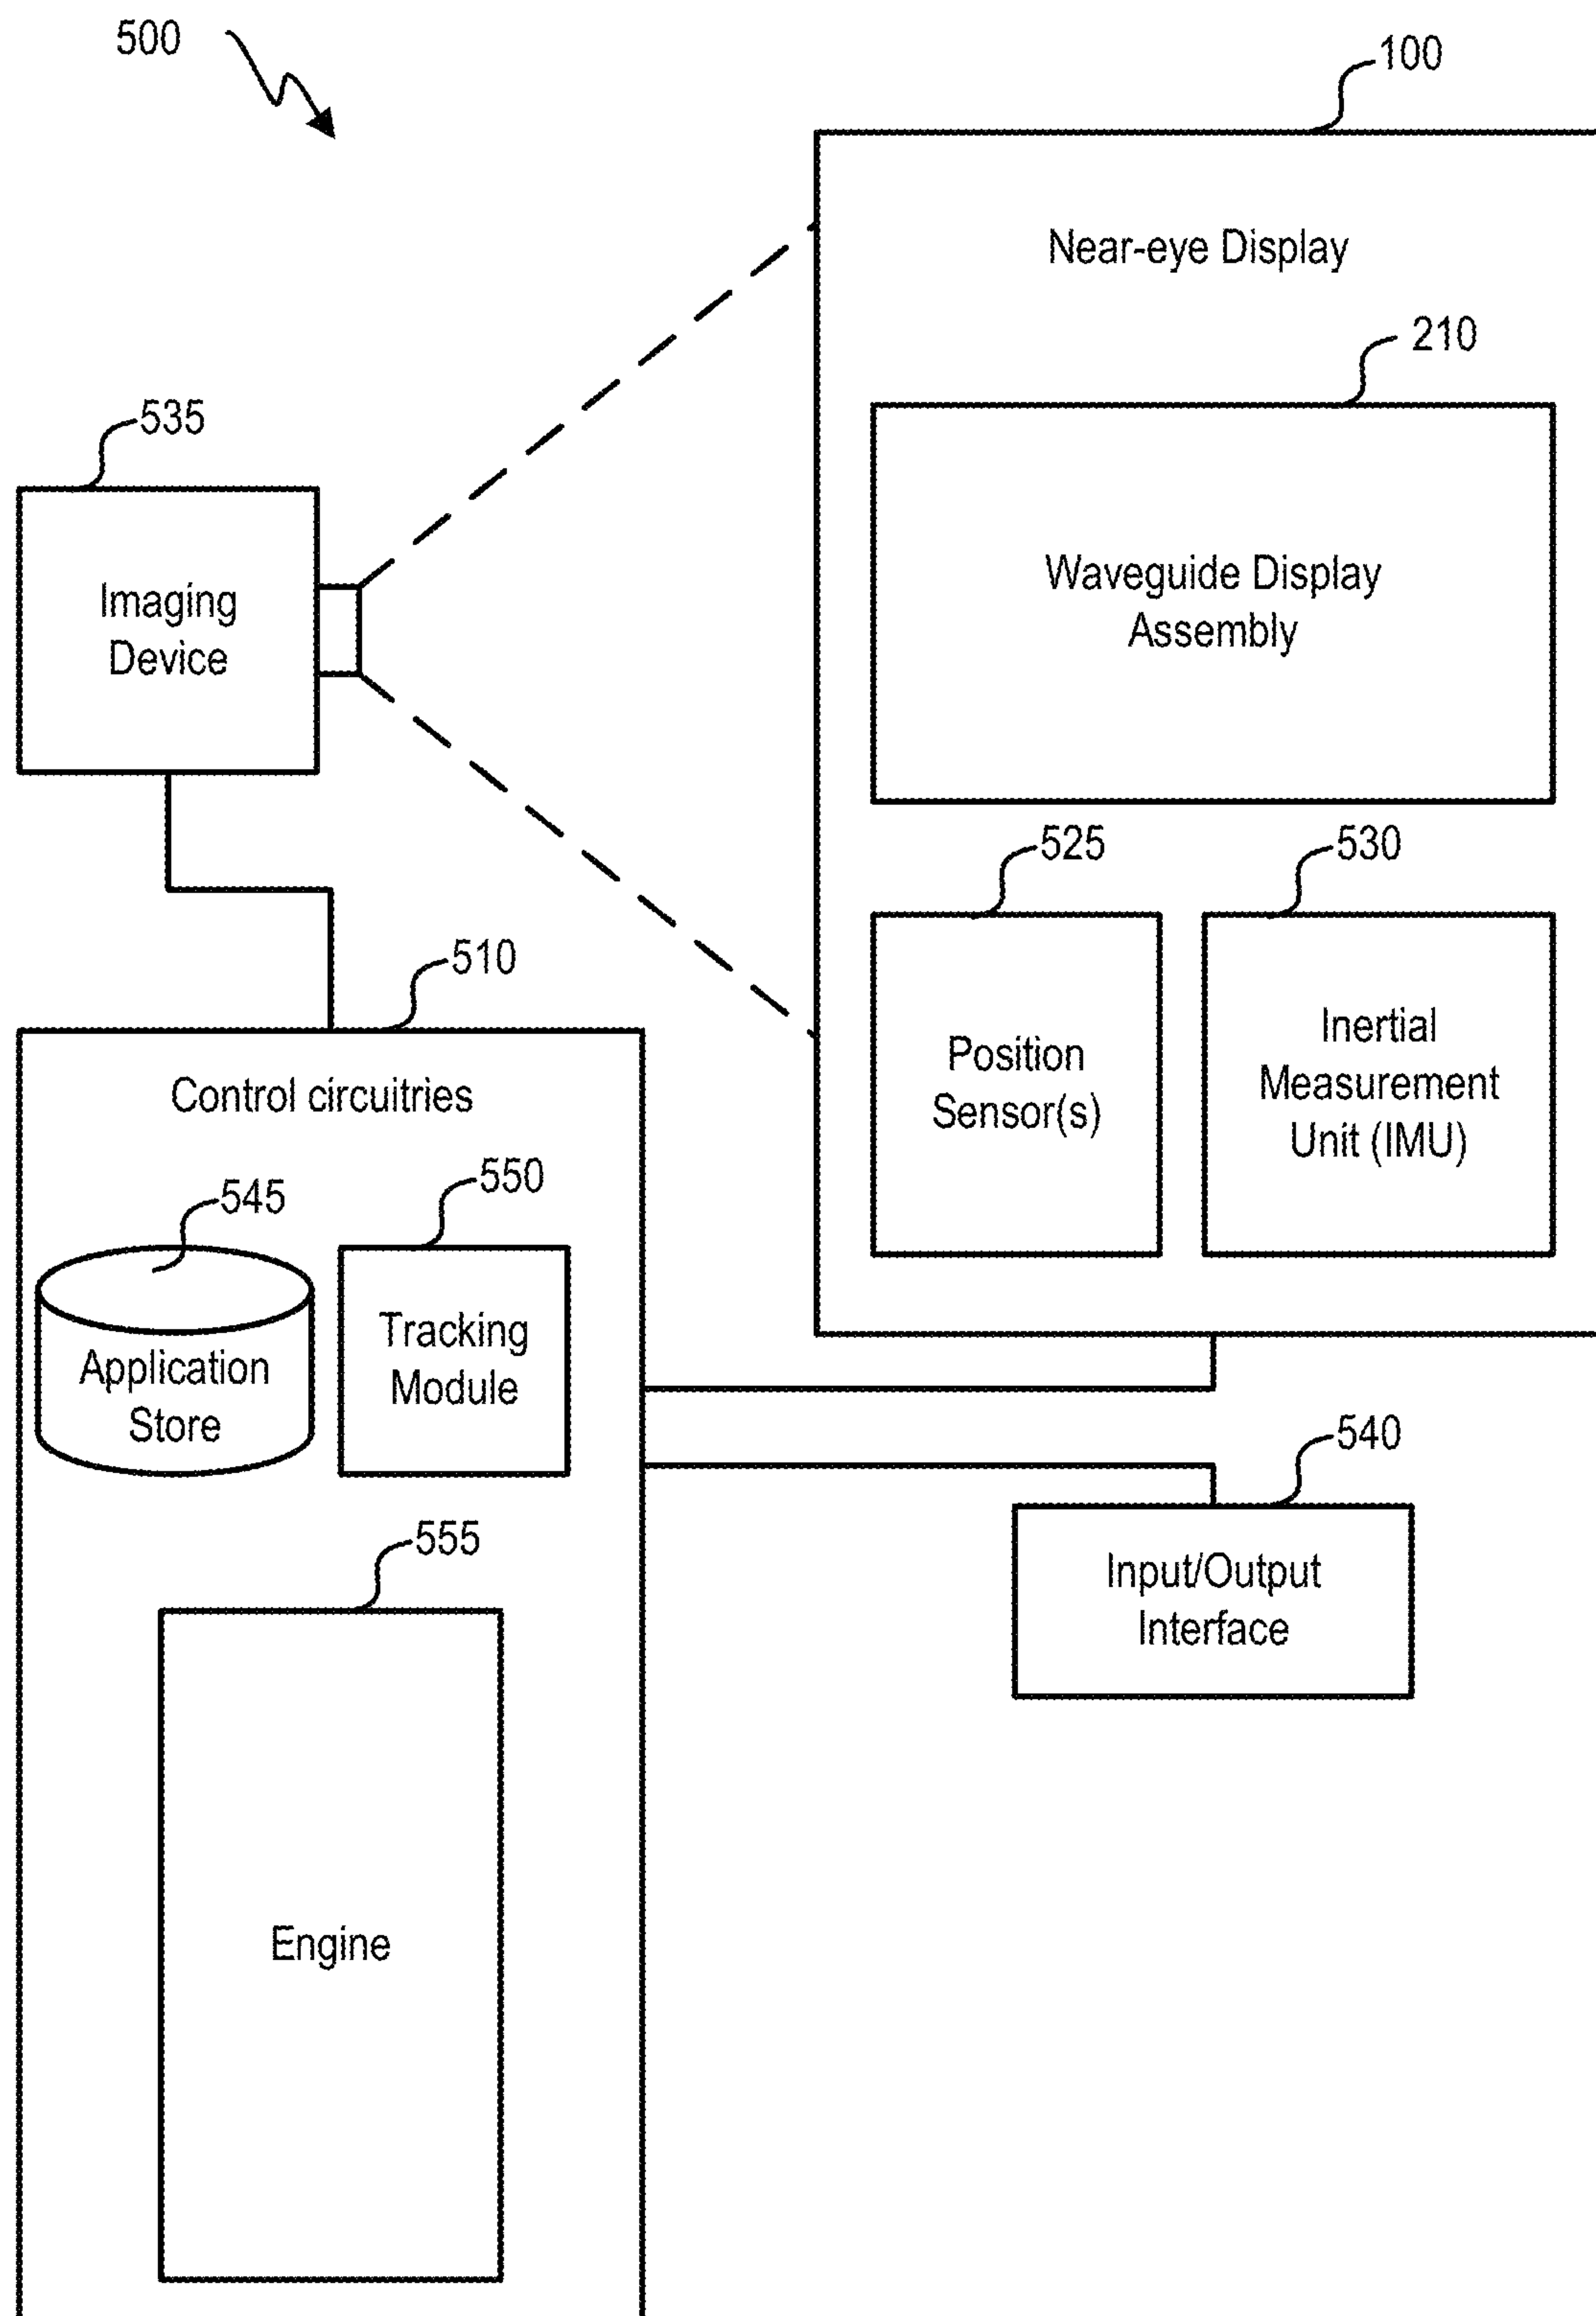 500
100
Near-eye Display
210
Waveguide Display
Assembly
535
Imaging
Device
525
530
Position
Sensor(s)
Inertial
Measurement
Unit (IMU)
510
Control circuitries
545
550
Application
Store
Tracking
Module
540
Input/Output
Interface
555
Engine